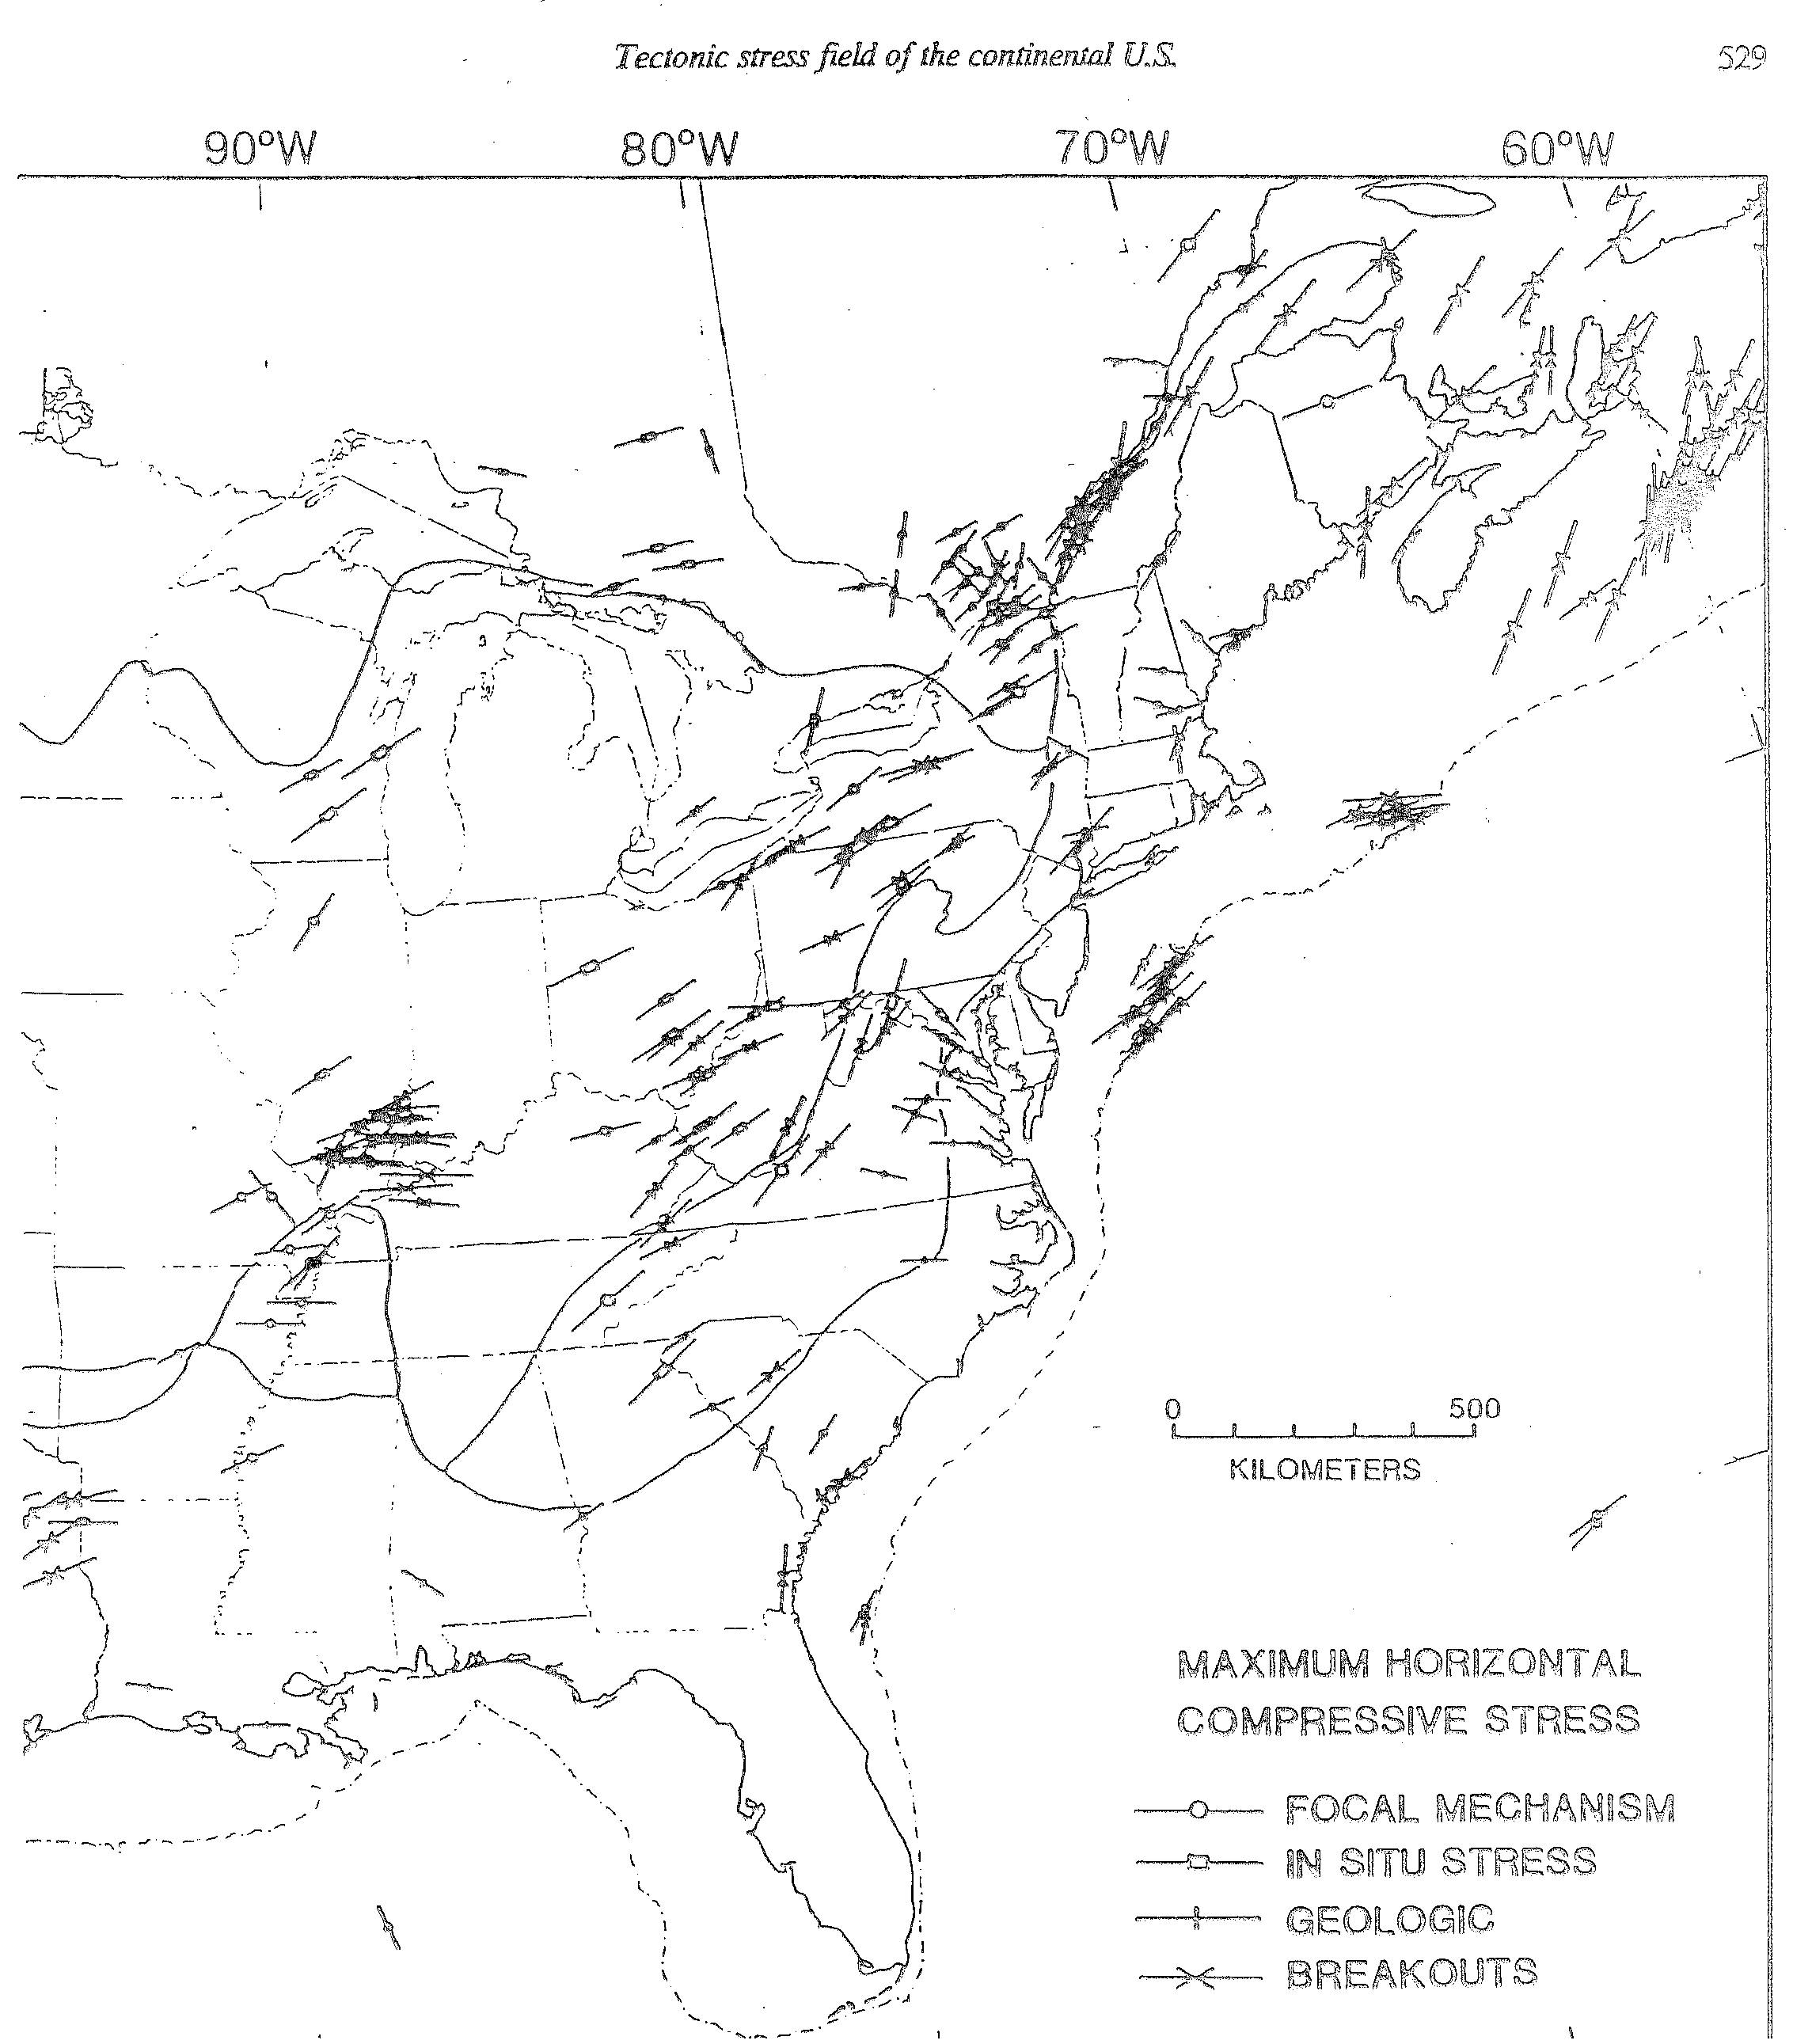 Tectonic stress field of the continental U.S. 529
90°W 80°W 70°W 60°W
0 500
KILOMETERS
MAXIMUM HORIZONTAL
COMPRESSIVE STRESS
FOCAL MECHANISM
IN SITU STRESS
GEOLOGIC
BREAKOUTS